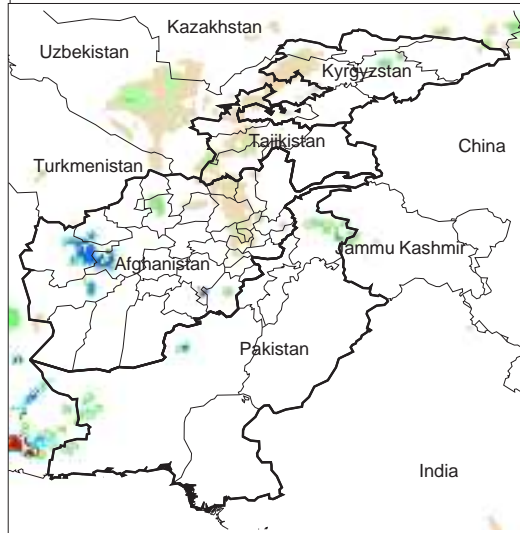 Kazakhstan
Uzbekistan
Kyrgyzstan
Tajikistan
China
Turkmenistan
Jammu Kashmir
Afghanistan
Pakistan
India